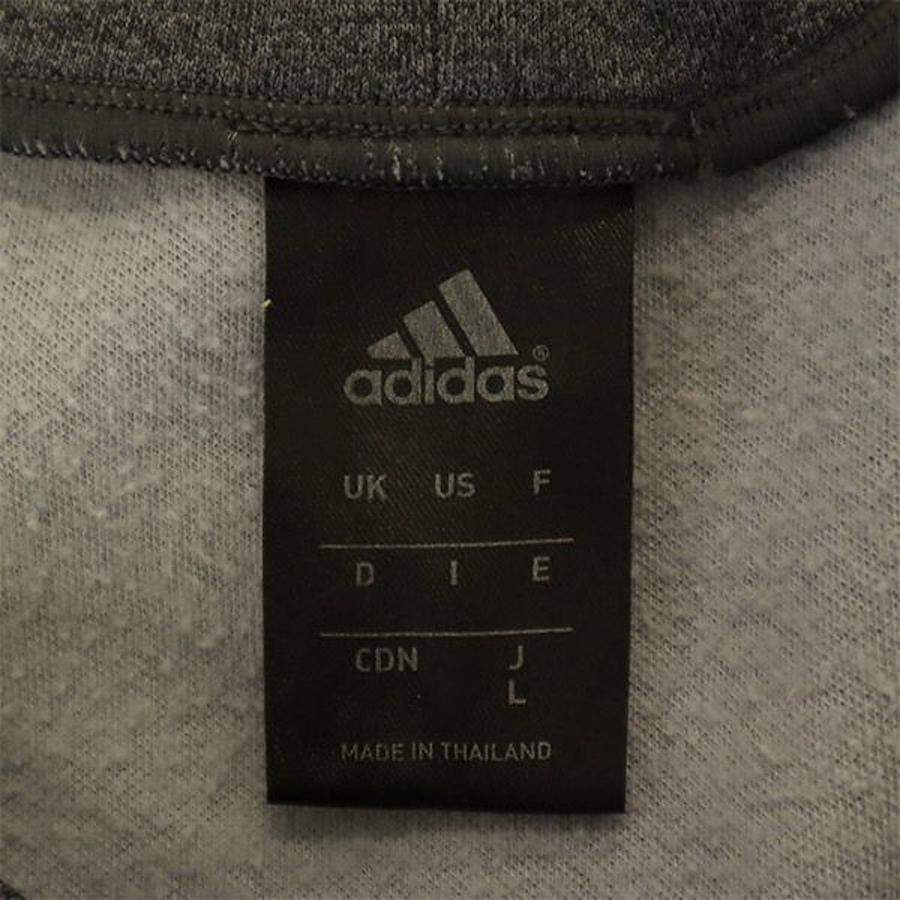 adidas®
UK US F
D I E
CDN J
L
MADE IN THAILAND